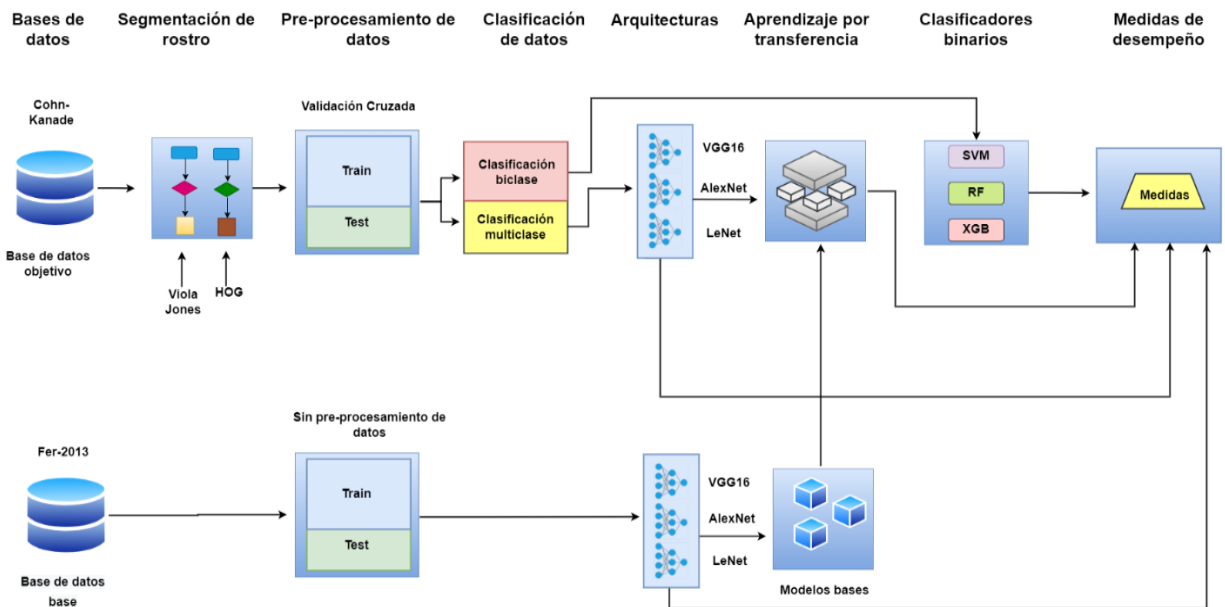 Bases de
datos
Segmentación de
rostro
Pre-procesamiento de
datos
Clasificación
de datos
Arquitecturas
Aprendizaje por
transferencia
Clasificadores
binarios
Medidas de
desempeño
Cohn-
Kanade
Base de datos
objetivo
Viola
Jones
HOG
Validación Cruzada
Train
Test
Clasificación
biclase
Clasificación
multiclase
VGG16
AlexNet
LeNet
SVM
RF
XGB
Medidas
Fer-2013
Base de datos
base
Sin pre-procesamiento de
datos
Train
Test
VGG16
AlexNet
LeNet
Modelos bases